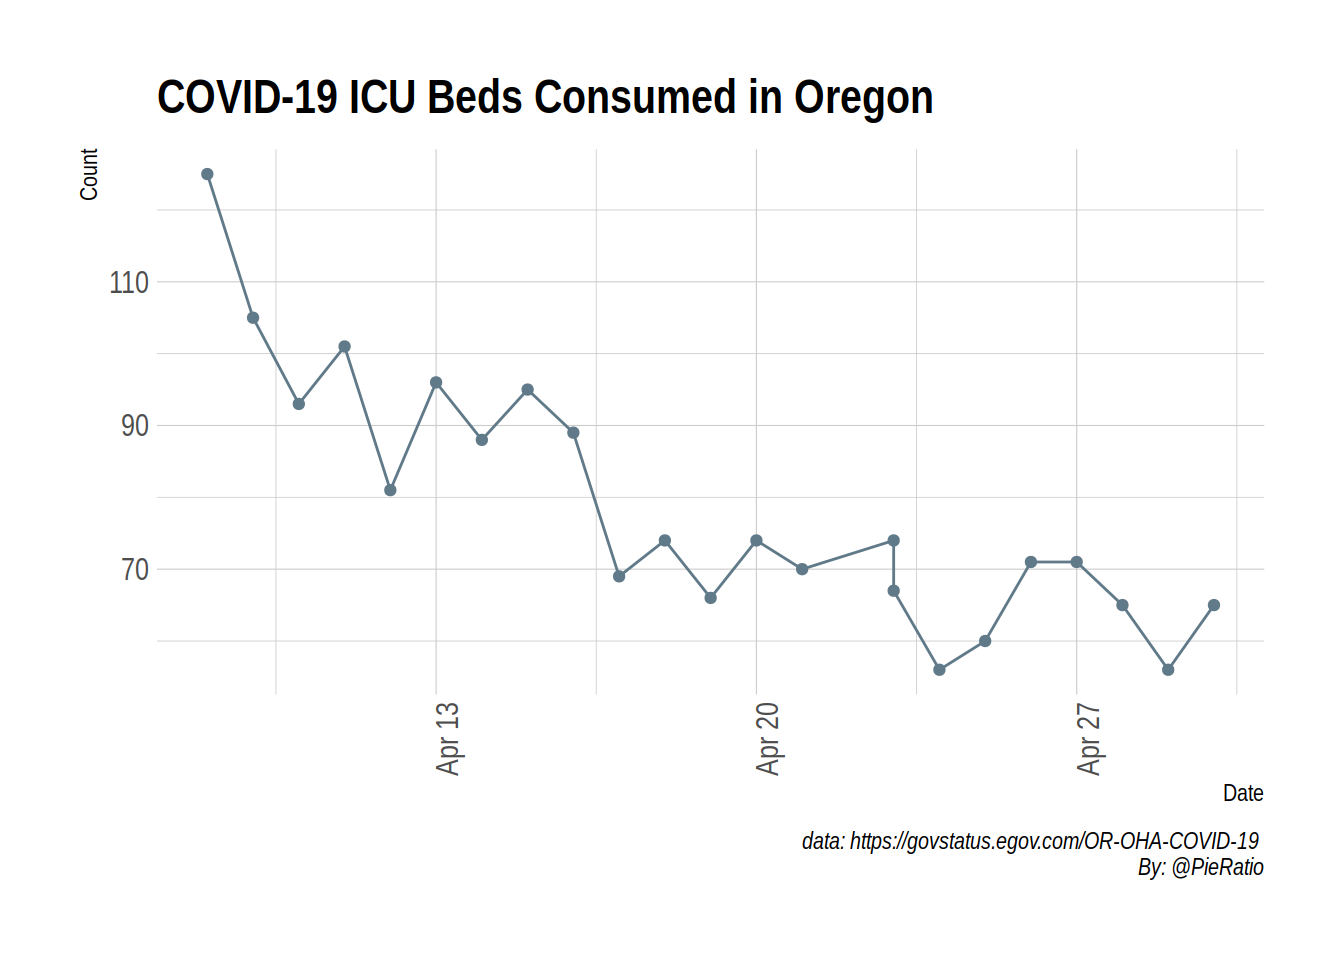 COVID-19 ICU Beds Consumed in Oregon
Count
110
90
70
Apr 13
Apr 20
Apr 27
Date
data: https://govstatus.egov.com/OR-OHA-COVID-19
By: @PieRatio